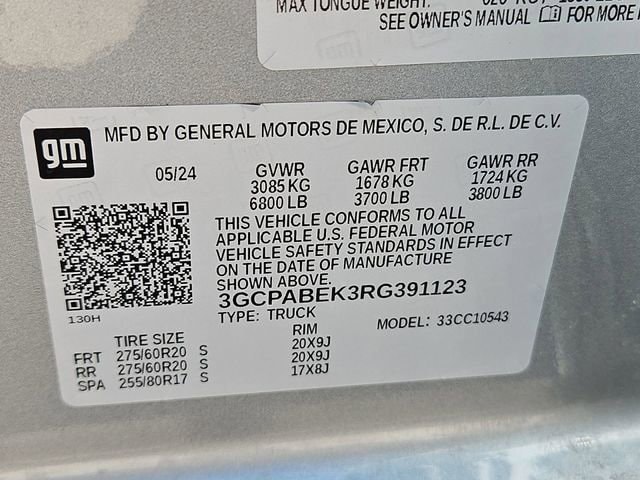 MAX TONGUE WEIGHT:
SEE OWNER'S MANUAL FOR MORE
gm
MFD BY GENERAL MOTORS DE MEXICO, S. DE R.L. DE C.V.
05/24 GVWR GAWR FRT GAWR RR
3085 KG 1678 KG 1724 KG
6800 LB 3700 LB 3800 LB
THIS VEHICLE CONFORMS TO ALL
APPLICABLE U.S. FEDERAL MOTOR
VEHICLE SAFETY STANDARDS IN EFFECT
ON THE DATE OF MANUFACTURE
SHOWN ABOVE.
3GCPABEK3RG391123
130H
TYPE: TRUCK MODEL: 33CC10543
TIRE SIZE RIM
FRT 275/60R20 S 20X9J
RR 275/60R20 S 20X9J
SPA 255/80R17 S 17X8J